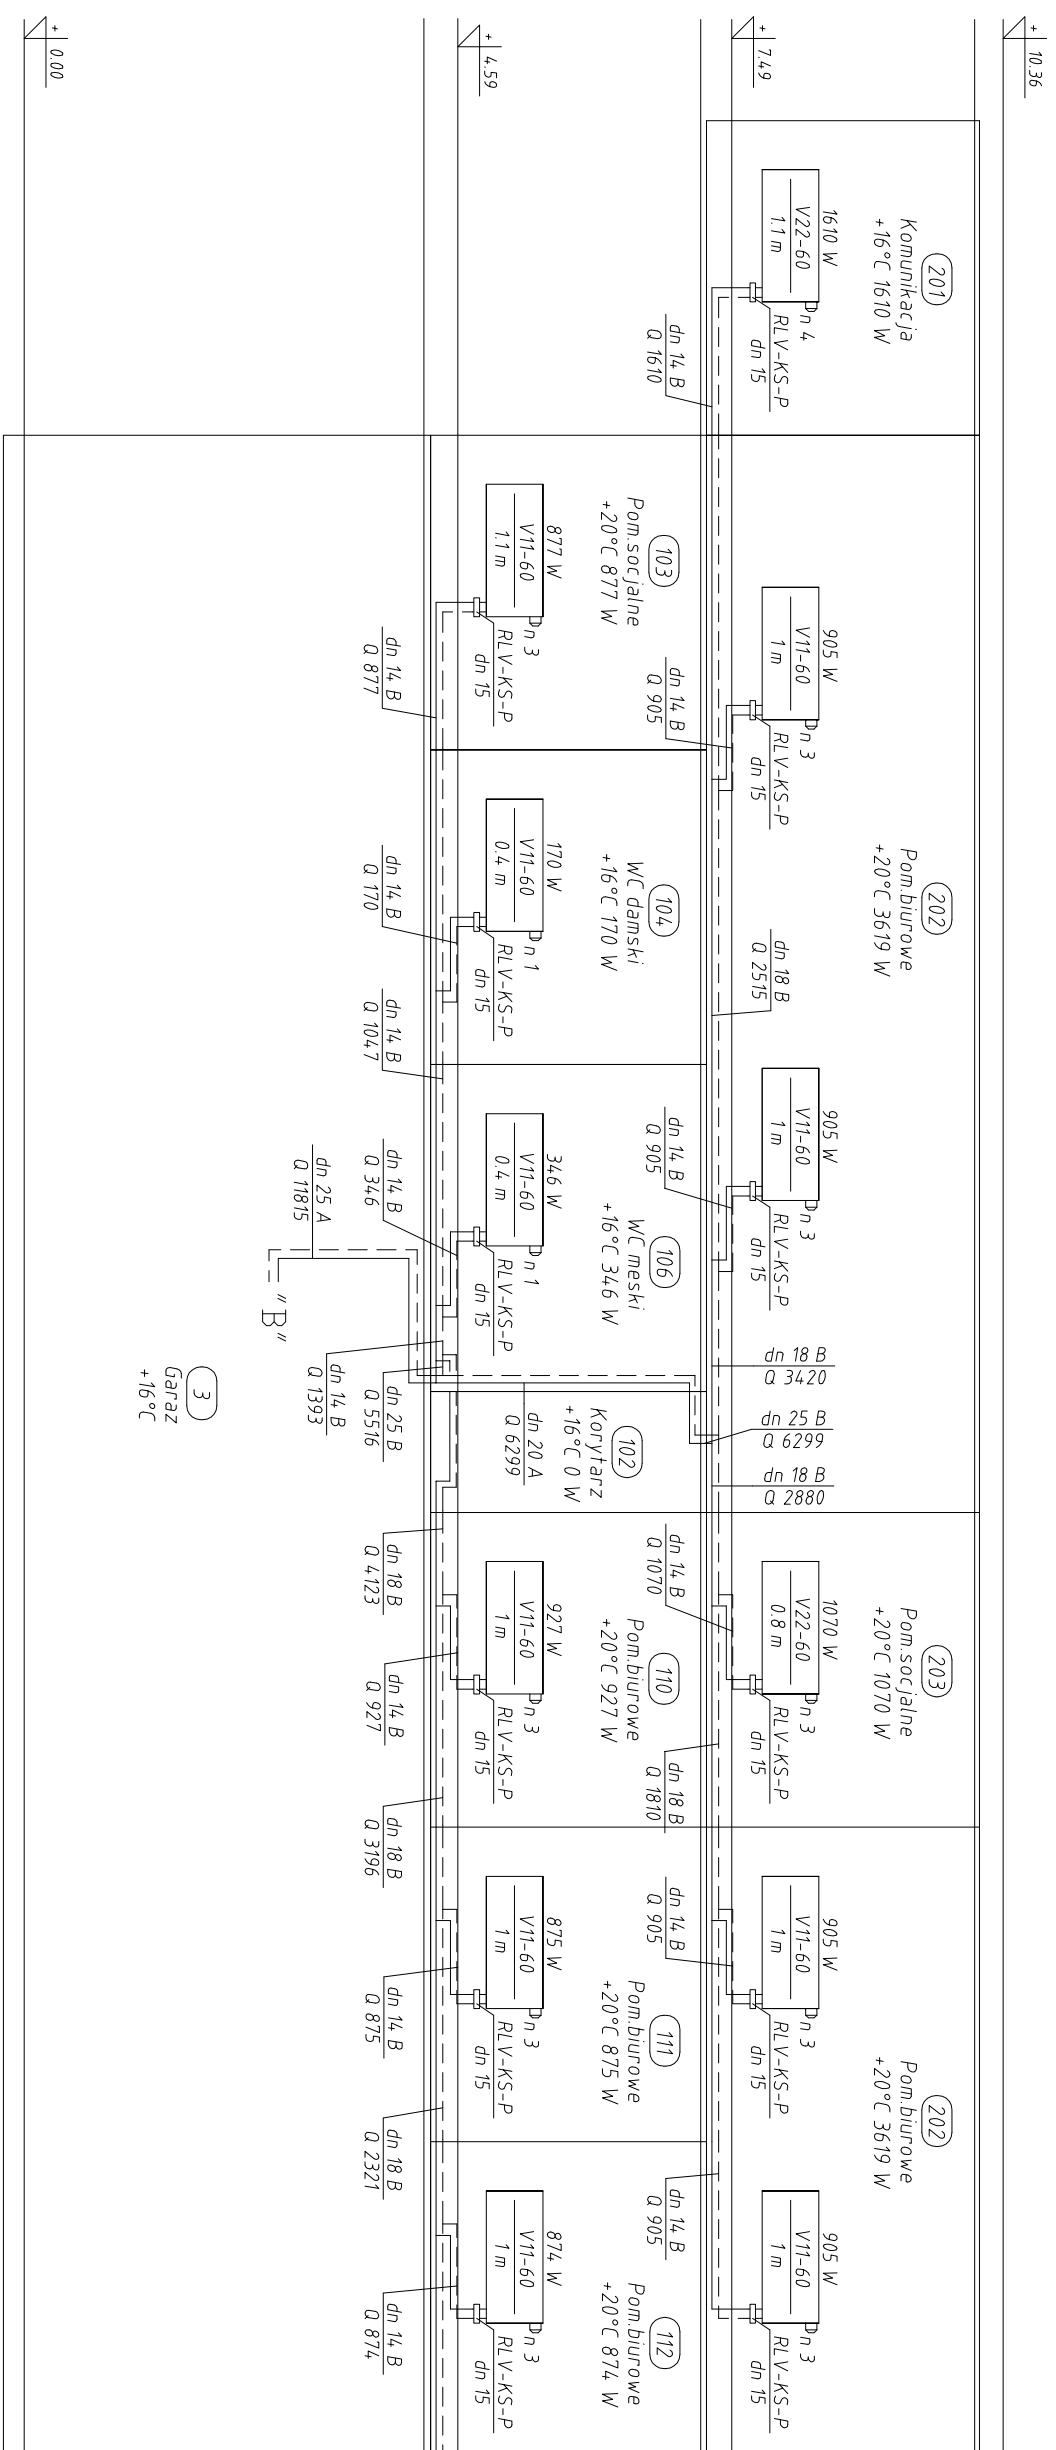 + 10.36
+ 7.49
+ 4.59
+ 0.00
201
Komunikacja
+16°C 1610 W
1610 W
V22-60
1.1 m
n 4
RLV-KS-P
dn 15
dn 14 B
Q 1610
202
Pom.biurowe
+20°C 3619 W
905 W
V11-60
1 m
n 3
RLV-KS-P
dn 15
dn 14 B
Q 905
dn 18 B
Q 2515
905 W
V11-60
1 m
n 3
RLV-KS-P
dn 15
dn 14 B
Q 905
dn 18 B
Q 3420
dn 25 B
Q 6299
dn 18 B
Q 2880
203
Pom.socjalne
+20°C 1070 W
1070 W
V22-60
0.8 m
n 3
RLV-KS-P
dn 15
dn 14 B
Q 1070
dn 18 B
Q 1810
202
Pom.biurowe
+20°C 3619 W
905 W
V11-60
1 m
n 3
RLV-KS-P
dn 15
dn 14 B
Q 905
905 W
V11-60
1 m
n 3
RLV-KS-P
dn 15
dn 14 B
Q 905
103
Pom.socjalne
+20°C 877 W
877 W
V11-60
1.1 m
n 3
RLV-KS-P
dn 15
dn 14 B
Q 877
104
WC damski
+16°C 170 W
170 W
V11-60
0.4 m
n 1
RLV-KS-P
dn 15
dn 14 B
Q 170
dn 14 B
Q 1047
106
WC meski
+16°C 346 W
346 W
V11-60
0.4 m
n 1
RLV-KS-P
dn 15
dn 14 B
Q 346
102
Korytarz
+16°C 0 W
dn 20 A
Q 6299
dn 25 B
Q 5516
dn 14 B
Q 1393
dn 25 A
Q 11815
"B"
110
Pom.biurowe
+20°C 927 W
927 W
V11-60
1 m
n 3
RLV-KS-P
dn 15
dn 18 B
Q 4123
dn 14 B
Q 927
dn 18 B
Q 3196
111
Pom.biurowe
+20°C 875 W
875 W
V11-60
1 m
n 3
RLV-KS-P
dn 15
dn 14 B
Q 875
dn 18 B
Q 2321
112
Pom.biurowe
+20°C 874 W
874 W
V11-60
1 m
n 3
RLV-KS-P
dn 15
dn 14 B
Q 874
3
Garaz
+16°C